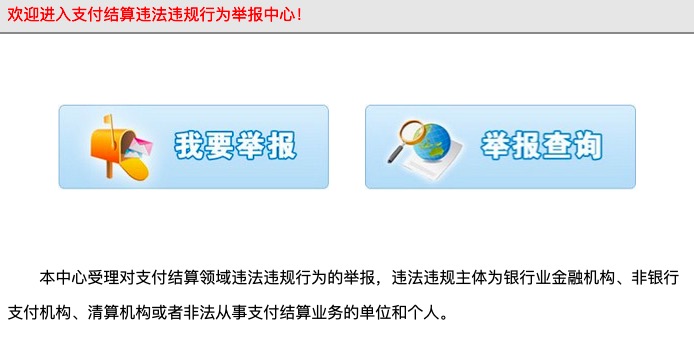 欢迎进入支付结算违法违规行为举报中心！
我要举报
举报查询
本中心受理对支付结算领域违法违规行为的举报，违法违规主体为银行业金融机构、非银行
支付机构、清算机构或者非法从事支付结算业务的单位和个人。